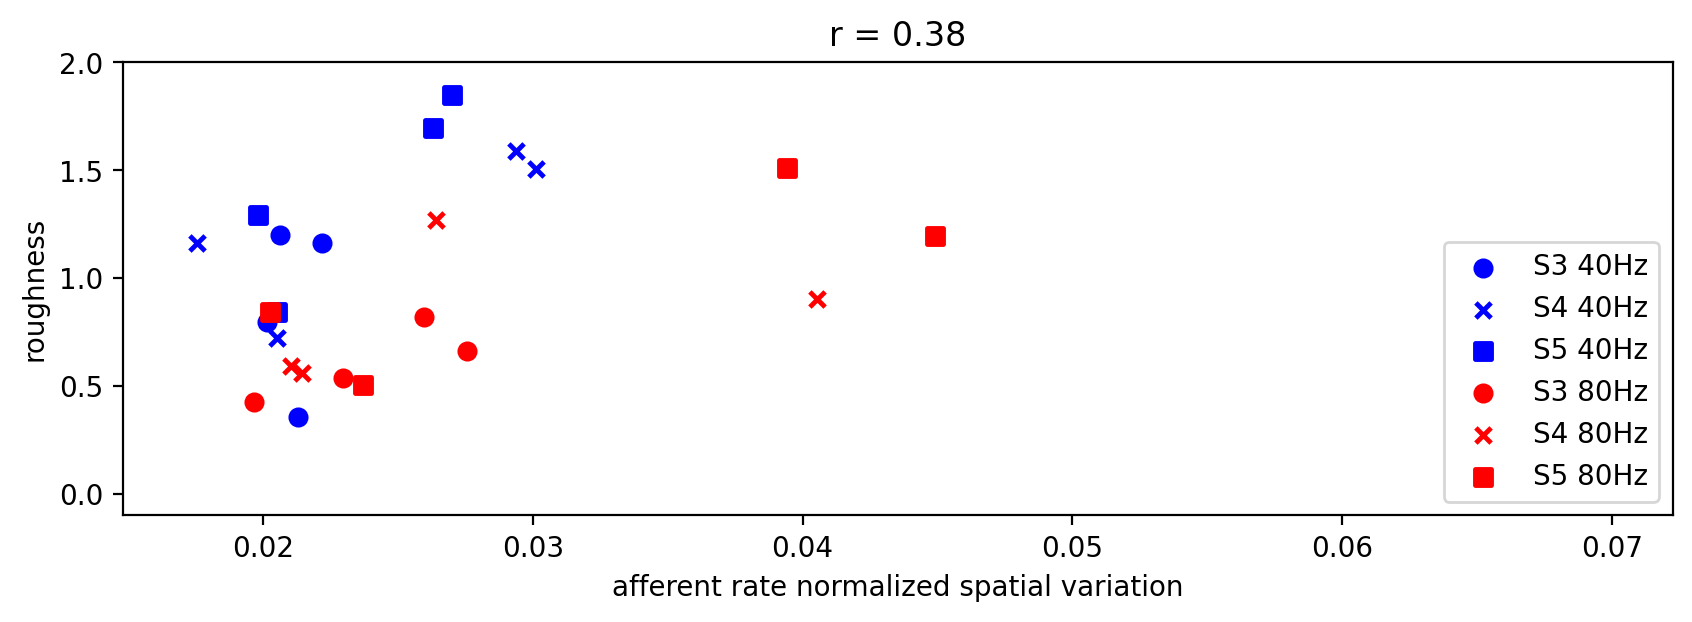 r = 0.38
2.0
1.5
1.0
0.5
0.0
roughness
S3 40Hz
S4 40Hz
S5 40Hz
S3 80Hz
S4 80Hz
S5 80Hz
0.02 0.03 0.04 0.05 0.06 0.07
afferent rate normalized spatial variation